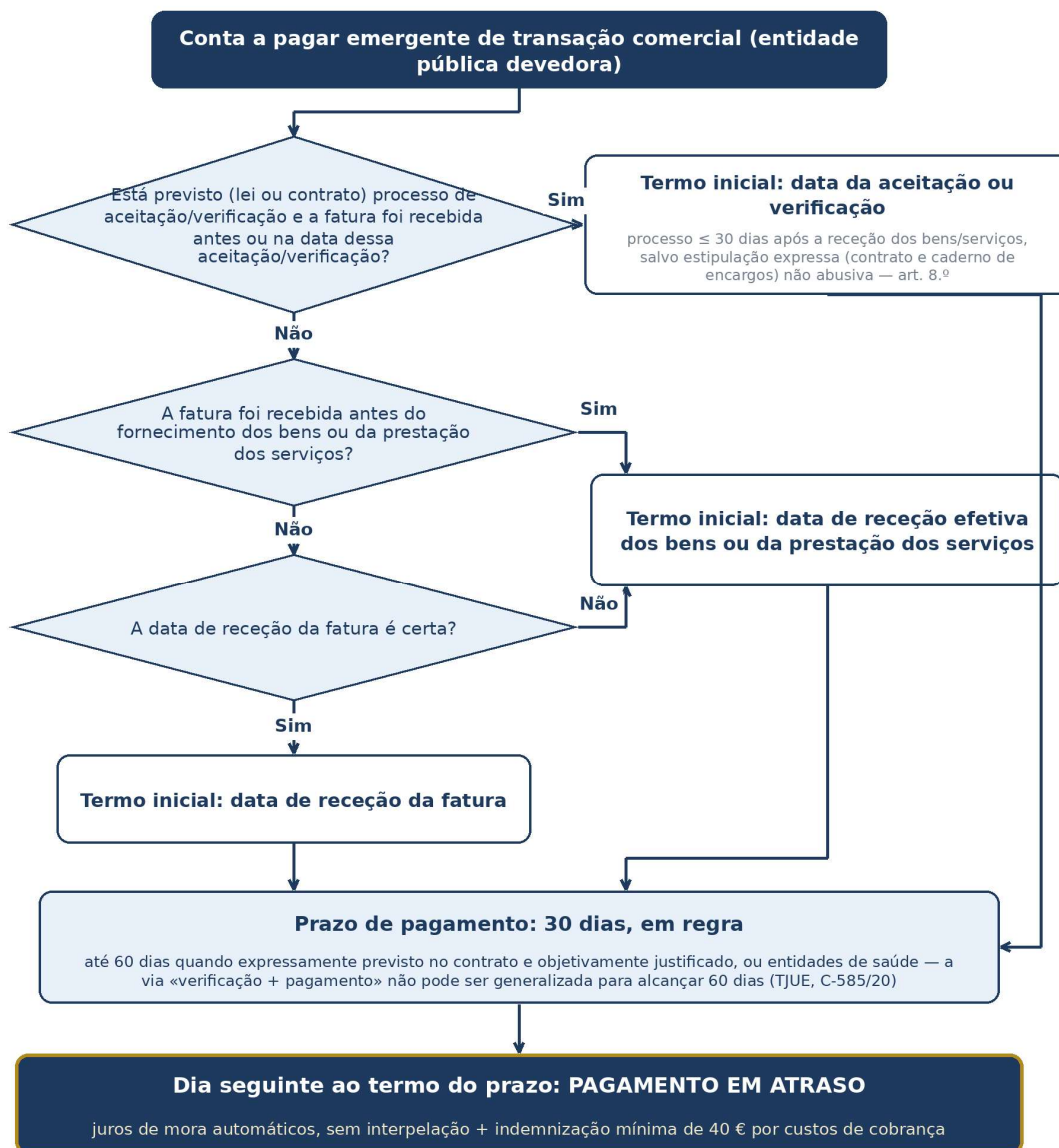 Conta a pagar emergente de transação comercial (entidade
pública devedora)
Está previsto (lei ou contrato) processo de
aceitação/verificação e a fatura foi recebida
antes ou na data dessa
aceitação/verificação?
Sim
Termo inicial: data da aceitação ou
verificação
processo ≤ 30 dias após a receção dos bens/serviços,
salvo estipulação expressa (contrato e caderno de
encargos) não abusiva — art. 8.º
Não
A fatura foi recebida antes do
fornecimento dos bens ou da prestação
dos serviços?
Sim
Termo inicial: data de receção efetiva
dos bens ou da prestação dos serviços
Não
A data de receção da fatura é certa?
Não
Sim
Termo inicial: data de receção da fatura
Prazo de pagamento: 30 dias, em regra
até 60 dias quando expressamente previsto no contrato e objetivamente justificado, ou entidades de saúde — a
via «verificação + pagamento» não pode ser generalizada para alcançar 60 dias (TJUE, C-585/20)
Dia seguinte ao termo do prazo: PAGAMENTO EM ATRASO
juros de mora automáticos, sem interpelação + indemnização mínima de 40 € por custos de cobrança